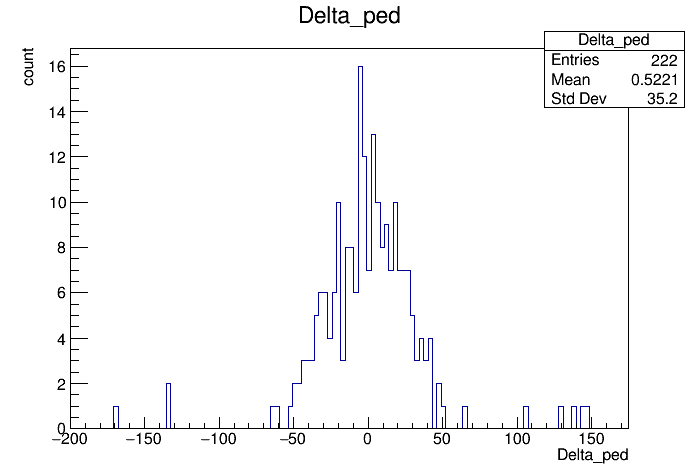 Delta_ped
count
Delta_ped
Entries 222
Mean 0.5221
Std Dev 35.2
16
14
12
10
8
6
4
2
0
−200 −150 −100 −50 0 50 100 150
Delta_ped